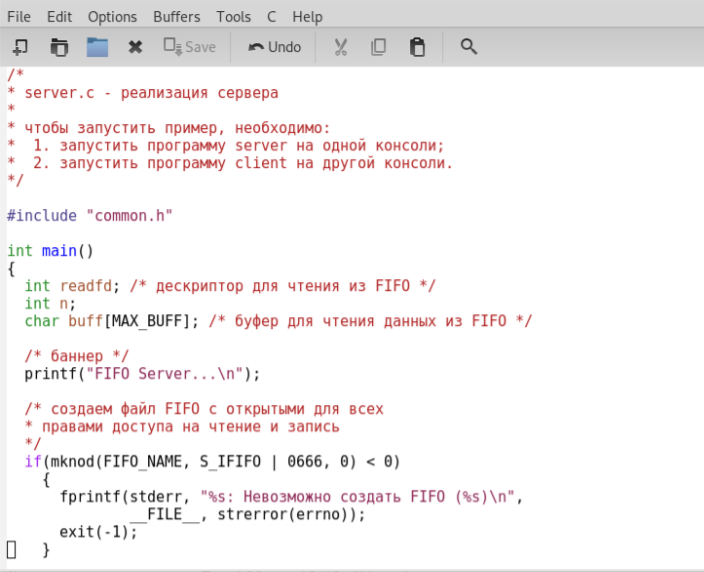 File Edit Options Buffers Tools C Help
Save Undo
/*
* server.c - реализация сервера
*
* чтобы запустить пример, необходимо:
*  1. запустить программу server на одной консоли;
*  2. запустить программу client на другой консоли.
*/

#include "common.h"

int main()
{
  int readfd; /* дескриптор для чтения из FIFO */
  int n;
  char buff[MAX_BUFF]; /* буфер для чтения данных из FIFO */

  /* баннер */
  printf("FIFO Server...\n");

  /* создаем файл FIFO с открытыми для всех
  * правами доступа на чтение и запись
  */
  if(mknod(FIFO_NAME, S_IFIFO | 0666, 0) < 0)
    {
      fprintf(stderr, "%s: Невозможно создать FIFO (%s)\n",
              __FILE__, strerror(errno));
      exit(-1);
    }